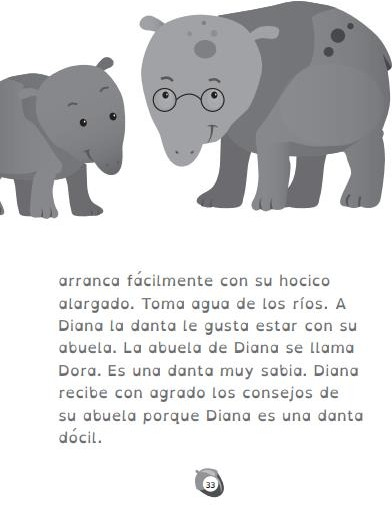 arranca fácilmente con su hocico
alargado. Toma agua de los ríos. A
Diana la danta le gusta estar con su
abuela. La abuela de Diana se llama
Dora. Es una danta muy sabia. Diana
recibe con agrado los consejos de
su abuela porque Diana es una danta
dócil.
33